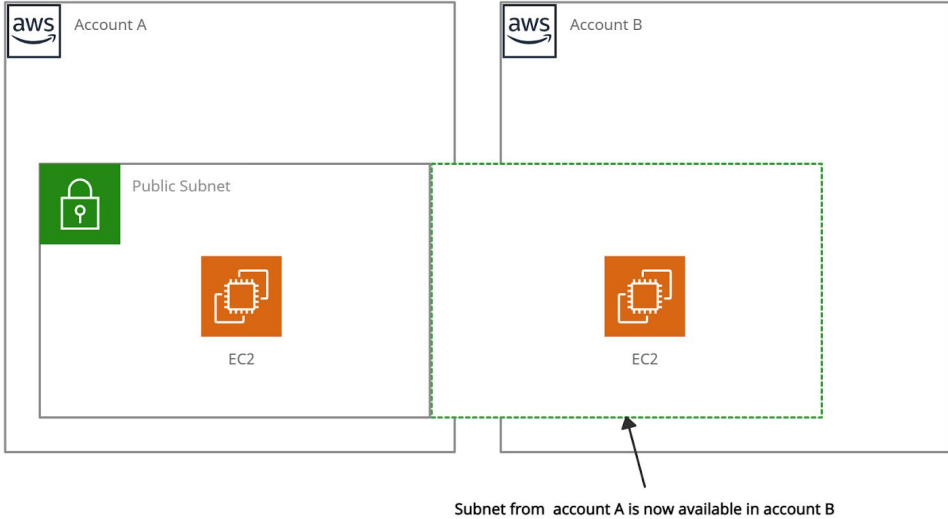 aws Account A
aws Account B
Public Subnet
EC2
EC2
Subnet from account A is now available in account B